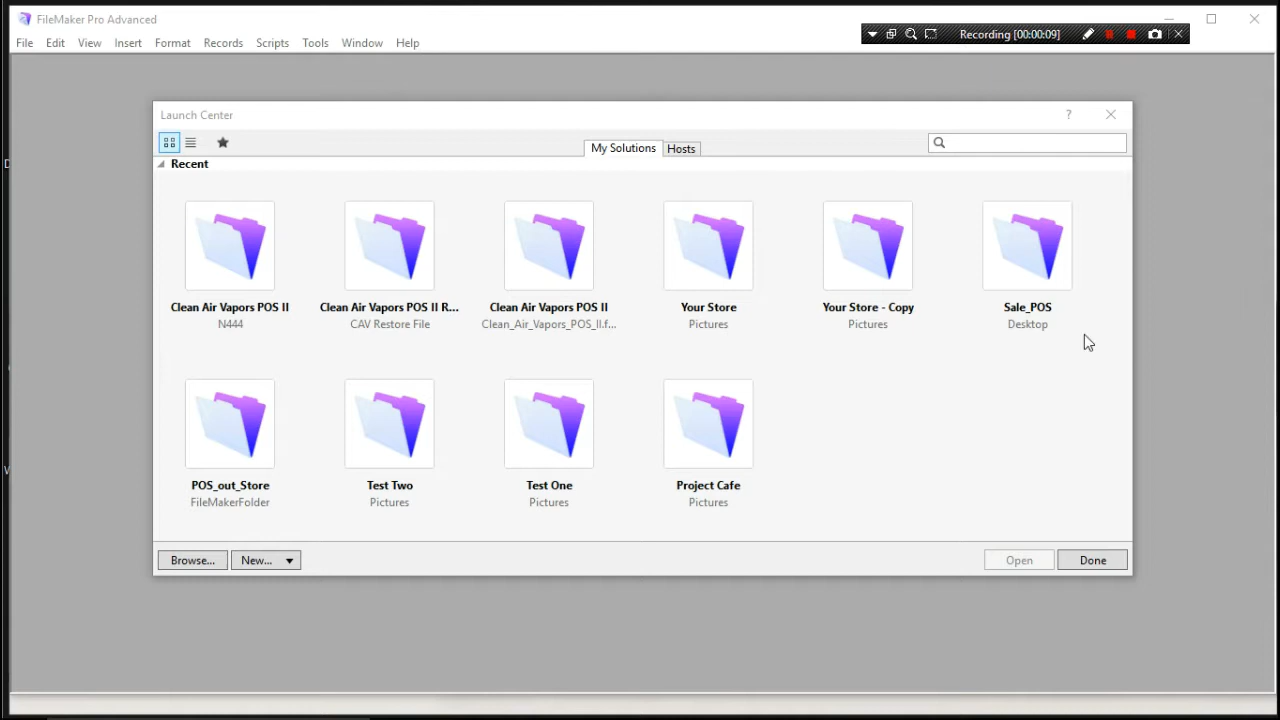 FileMaker Pro Advanced
File Edit View Insert Format Records Scripts Tools Window Help
Recording [00:00:09]
Launch Center
?
My Solutions Hosts
Recent
Clean Air Vapors POS II Clean Air Vapors POS II R... Clean Air Vapors POS II Your Store Your Store - Copy Sale_POS
N444 CAV Restore File Clean_Air_Vapors_POS_II.f... Pictures Pictures Desktop
POS_out_Store Test Two Test One Project Cafe
FileMakerFolder Pictures Pictures Pictures
Browse... New... Open Done